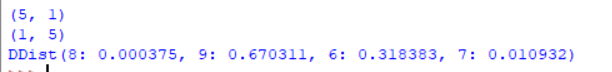 (5, 1)
(1, 5)
DDist(8: 0.000375, 9: 0.670311, 6: 0.318383, 7: 0.010932)